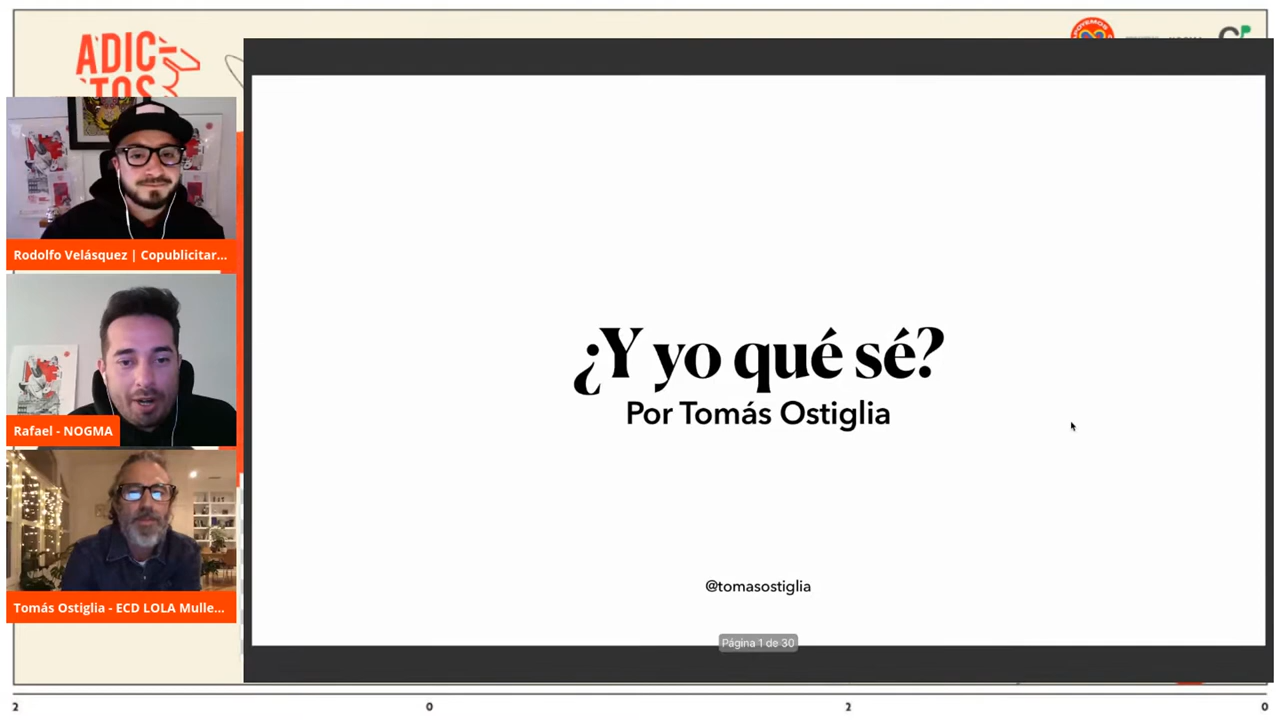 ADIC
TOS
Rodolfo Velásquez | Copublicitar...
Rafael - NOGMA
Tomás Ostiglia - ECD LOLA Mulle...
¿Y yo qué sé?
Por Tomás Ostiglia
@tomasostiglia
Página 1 de 30
2 0 2 0